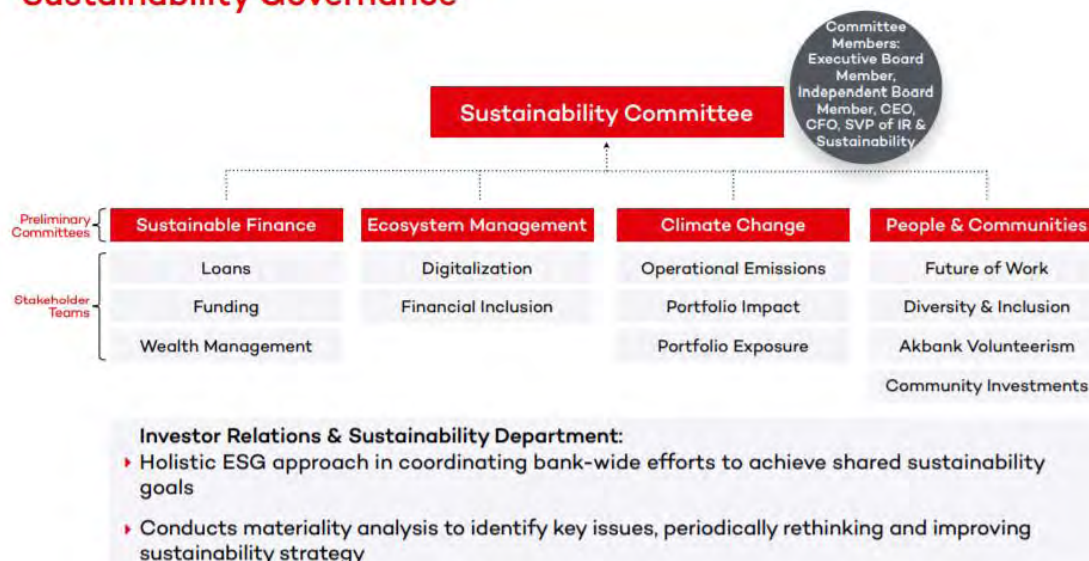 Sustainability Governance
Committee
Members:
Executive Board
Member,
Independent Board
Member, CEO,
CFO, SVP of IR &
Sustainability
Sustainability Committee
Preliminary
Committees
Sustainable Finance
Ecosystem Management
Climate Change
People & Communities
Stakeholder
Teams
Loans
Digitalization
Operational Emissions
Future of Work
Funding
Financial Inclusion
Portfolio Impact
Diversity & Inclusion
Wealth Management
Portfolio Exposure
Akbank Volunteerism
Community Investments
Investor Relations & Sustainability Department:
Holistic ESG approach in coordinating bank-wide efforts to achieve shared sustainability
goals
Conducts materiality analysis to identify key issues, periodically rethinking and improving
sustainability strategy